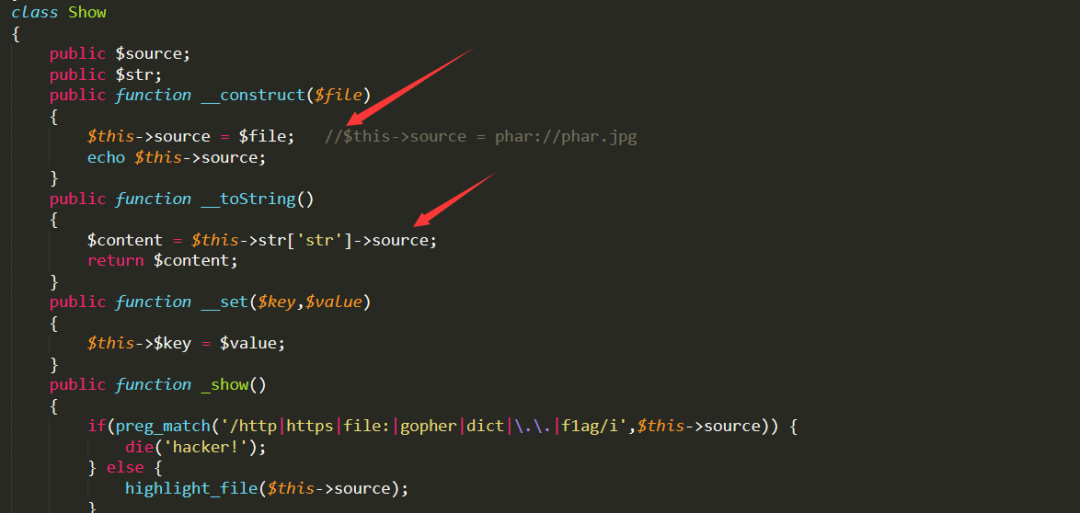 class Show
{
    public $source;
    public $str;
    public function __construct($file)
    {
        $this->source = $file;   //$this->source = phar://phar.jpg
        echo $this->source;
    }
    public function __toString()
    {
        $content = $this->str['str']->source;
        return $content;
    }
    public function __set($key,$value)
    {
        $this->$key = $value;
    }
    public function _show()
    {
        if(preg_match('/http|https|file:|gopher|dict|\.\.|f1ag/i',$this->source)) {
            die('hacker!');
        } else {
            highlight_file($this->source);
        }